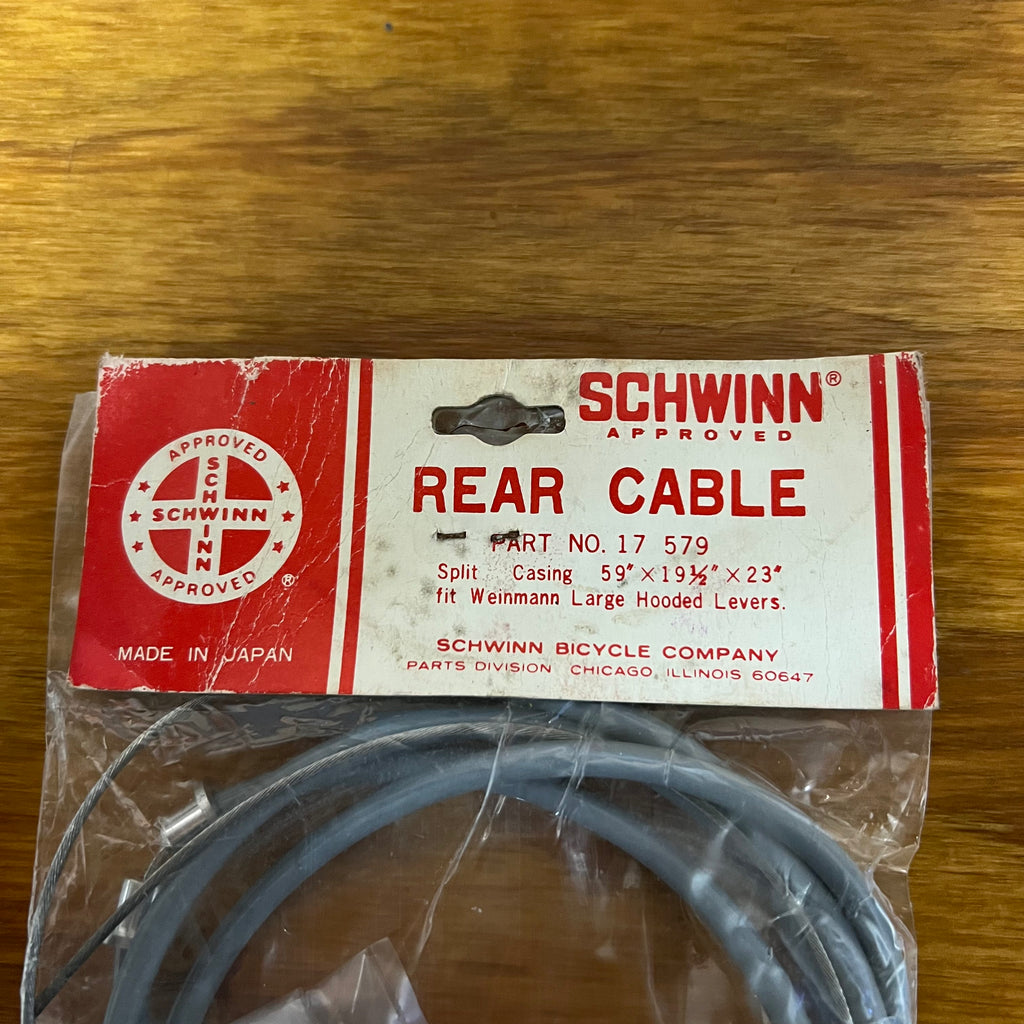 APPROVED
SCHWINN
SCHWINN
APPROVED
®
MADE IN JAPAN
SCHWINN®
APPROVED
REAR CABLE
PART NO. 17 579
Split Casing 59" × 19½" × 23"
fit Weinmann Large Hooded Levers.
SCHWINN BICYCLE COMPANY
PARTS DIVISION CHICAGO, ILLINOIS 60647